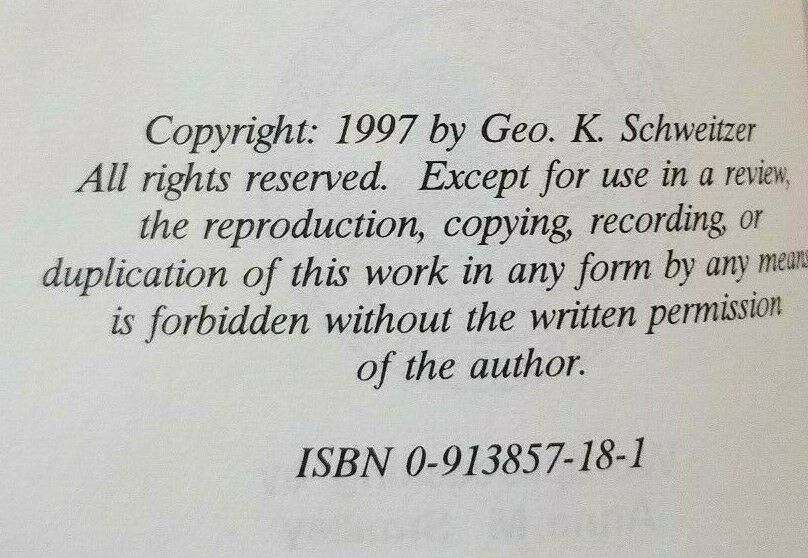 Copyright: 1997 by Geo. K. Schweitzer
All rights reserved. Except for use in a review,
the reproduction, copying, recording, or
duplication of this work in any form by any means
is forbidden without the written permission
of the author.
ISBN 0-913857-18-1